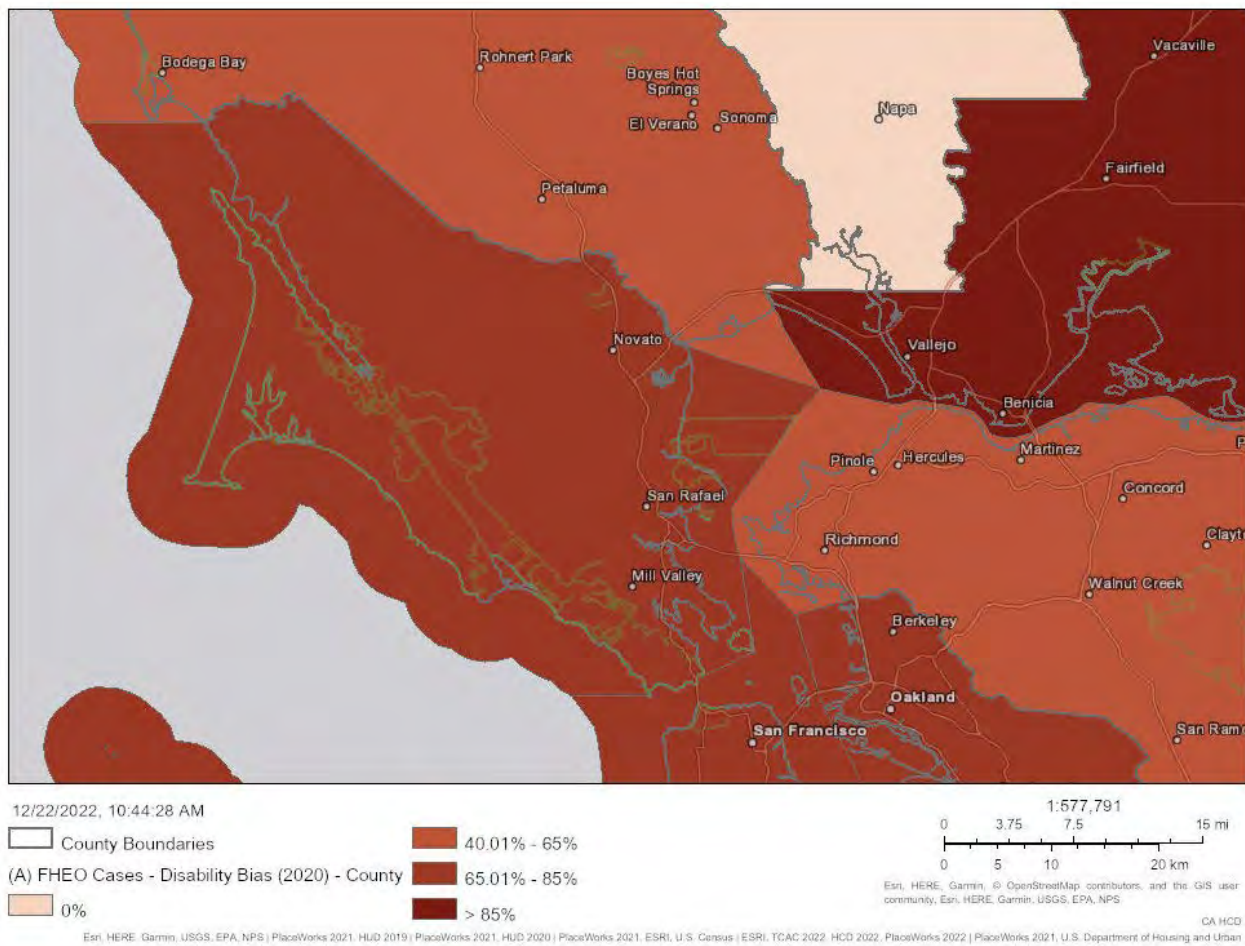 Bodega Bay
Rohnert Park
Vacaville
Boyes Hot
Springs
El Verano
Sonoma
Napa
Fairfield
Petaluma
Novato
Vallejo
Benicia
Pinole
Hercules
Martinez
P
San Rafael
Concord
Richmond
Clayto
Mill Valley
Walnut Creek
Berkeley
Oakland
San Francisco
San Ramo
12/22/2022, 10:44:28 AM
County Boundaries
(A) FHEO Cases - Disability Bias (2020) - County
0%
40.01% - 65%
65.01% - 85%
> 85%
1:577,791
0 3.75 7.5 15 mi
0 5 10 20 km
Esri, HERE, Garmin, © OpenStreetMap contributors, and the GIS user
community, Esri, HERE, Garmin, USGS, EPA, NPS
CA HCD
Esri, HERE, Garmin, USGS, EPA, NPS | PlaceWorks 2021, HUD 2019 | PlaceWorks 2021, HUD 2020 | PlaceWorks 2021, ESRI, U.S. Census | ESRI, TCAC 2022, HCD 2022, PlaceWorks 2022 | PlaceWorks 2021, U.S. Department of Housing and Urban